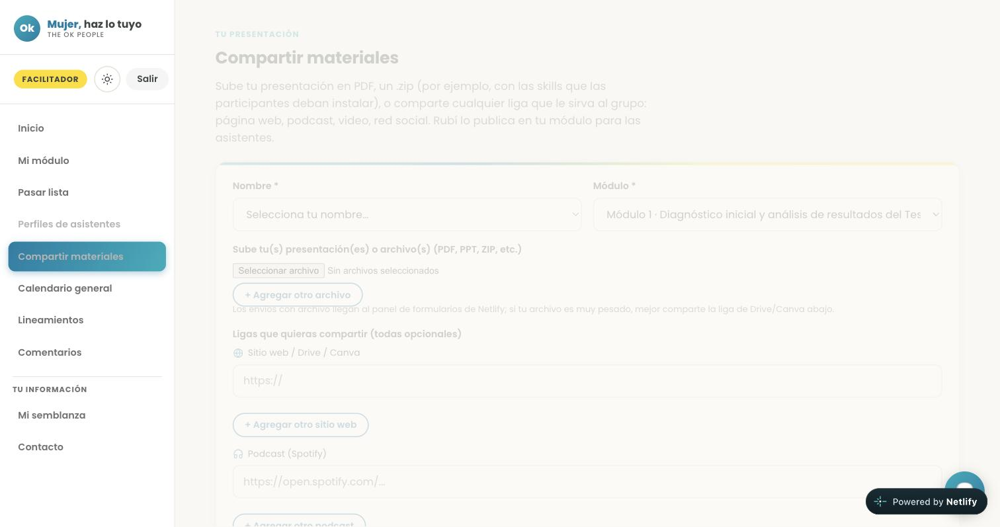 Ok
Mujer, haz lo tuyo
THE OK PEOPLE
FACILITADOR
Salir
Inicio
Mi módulo
Pasar lista
Perfiles de asistentes
Compartir materiales
Calendario general
Lineamientos
Comentarios
TU INFORMACIÓN
Mi semblanza
Contacto
TU PRESENTACIÓN
Compartir materiales
Sube tu presentación en PDF, un .zip (por ejemplo, con las skills que las
participantes deban instalar), o comparte cualquier liga que le sirva al grupo:
página web, podcast, video, red social. Rubí lo publica en tu módulo para las
asistentes.
Nombre *
Módulo *
Selecciona tu nombre...
Módulo 1 · Diagnóstico inicial y análisis de resultados del Tes
Sube tu(s) presentación(es) o archivo(s) (PDF, PPT, ZIP, etc.)
Seleccionar archivo Sin archivos seleccionados
+ Agregar otro archivo
Los envíos con archivo llegan al panel de formularios de Netlify; si tu archivo es muy pesado, mejor comparte la liga de Drive/Canva abajo.
Ligas que quieras compartir (todas opcionales)
Sitio web / Drive / Canva
https://
+ Agregar otro sitio web
Podcast (Spotify)
https://open.spotify.com/...
+ Agregar otro podcast
Powered by Netlify